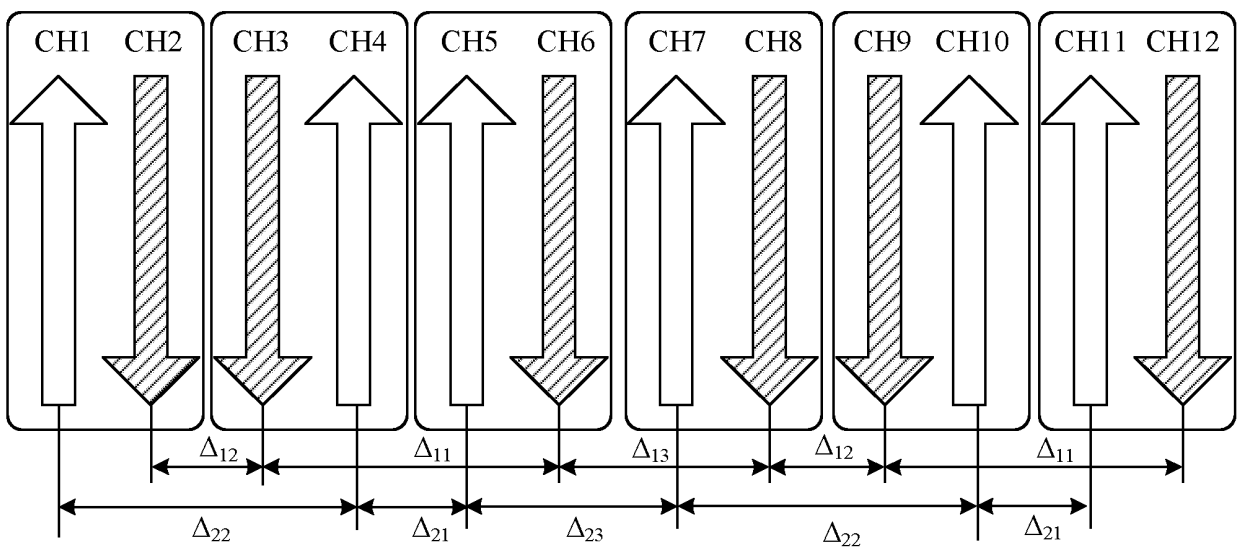 CH1 CH2 CH3 CH4 CH5 CH6 CH7 CH8 CH9 CH10 CH11 CH12
Δ₁₂ Δ₁₁ Δ₁₃ Δ₁₂ Δ₁₁
Δ₂₂ Δ₂₁ Δ₂₃ Δ₂₂ Δ₂₁